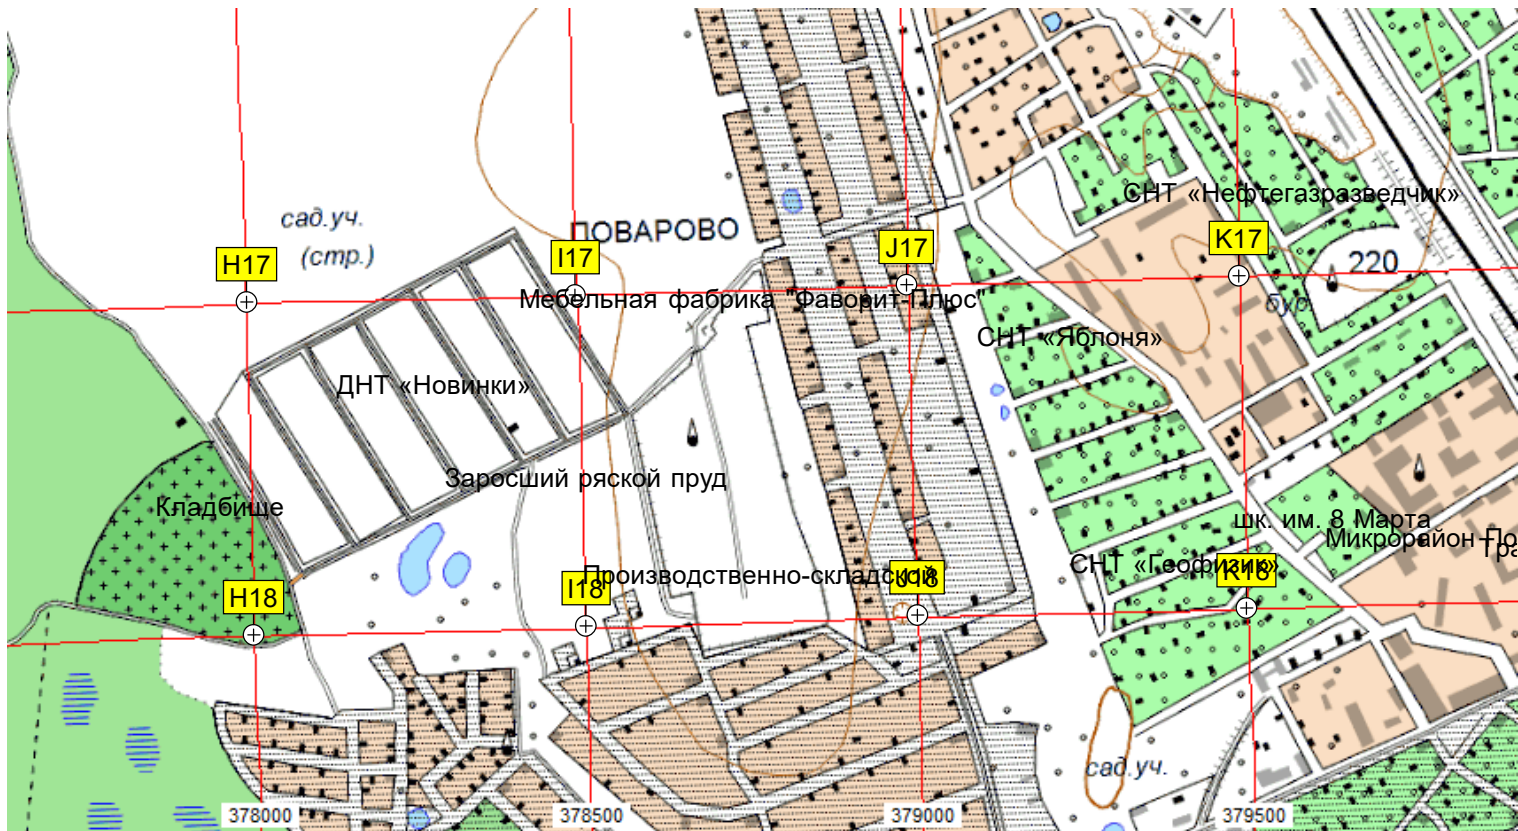 СНТ «Нефтегазразведчик»
сад.уч.
(стр.)
ПОВАРОВО
H17
I17
J17
K17
220
Мебельная фабрика "Фаворит-Плюс"
бур.
СНТ «Яблоня»
ДНТ «Новинки»
Заросший ряской пруд
Кладбище
шк. им. 8 Марта
Микрорайон
СНТ «Геофизик»
Производственно-складской
H18
I18
J18
K18
сад.уч.
378000
378500
379000
379500